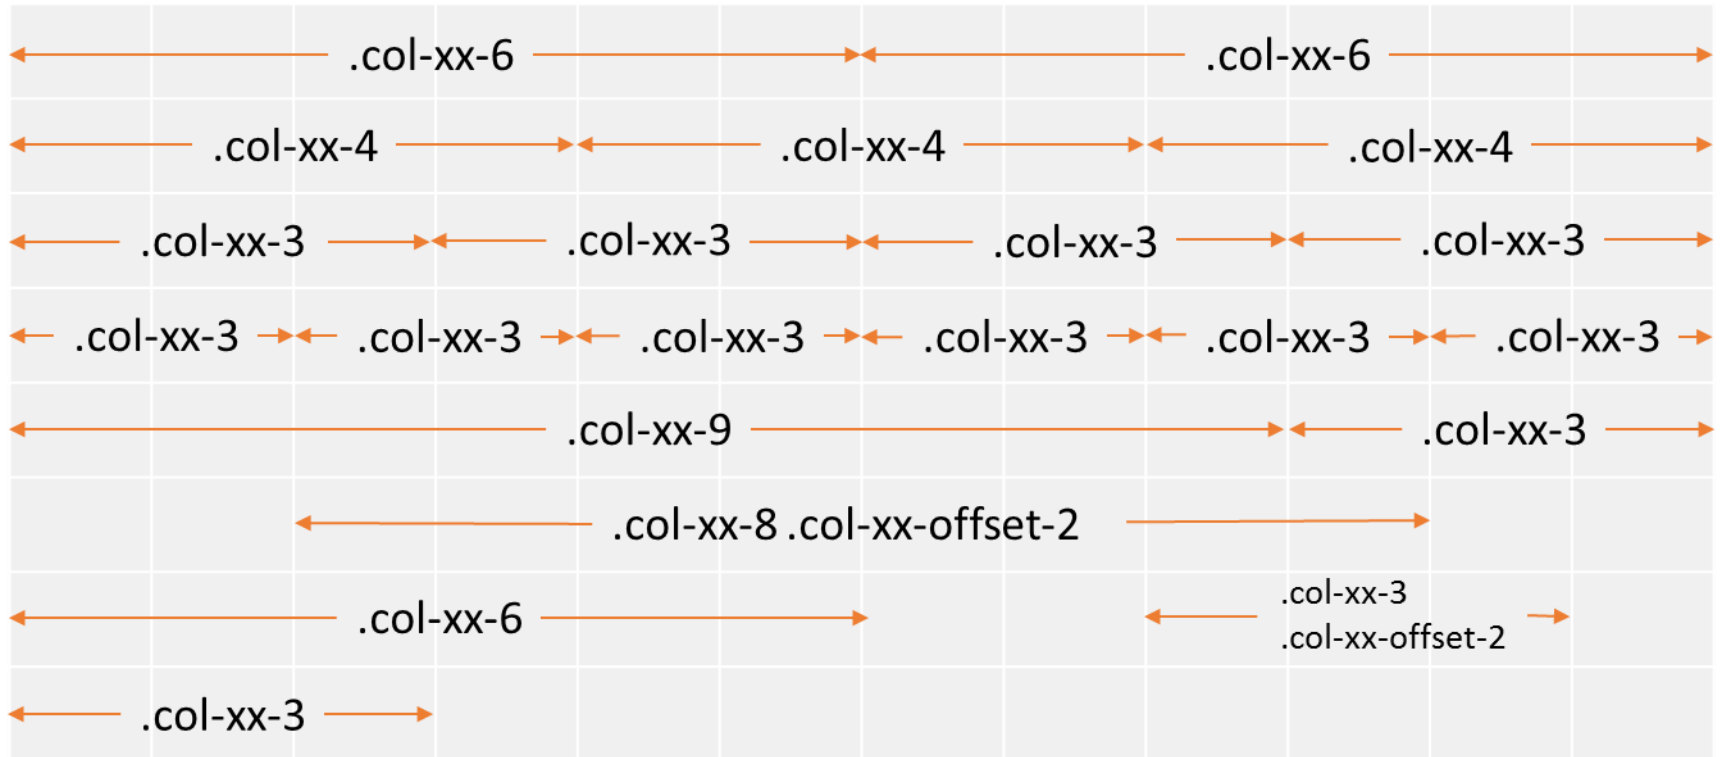 .col-xx-6 .col-xx-6
.col-xx-4 .col-xx-4 .col-xx-4
.col-xx-3 .col-xx-3 .col-xx-3 .col-xx-3
.col-xx-3 .col-xx-3 .col-xx-3 .col-xx-3 .col-xx-3 .col-xx-3
.col-xx-9 .col-xx-3
.col-xx-8 .col-xx-offset-2
.col-xx-6 .col-xx-3
.col-xx-offset-2
.col-xx-3